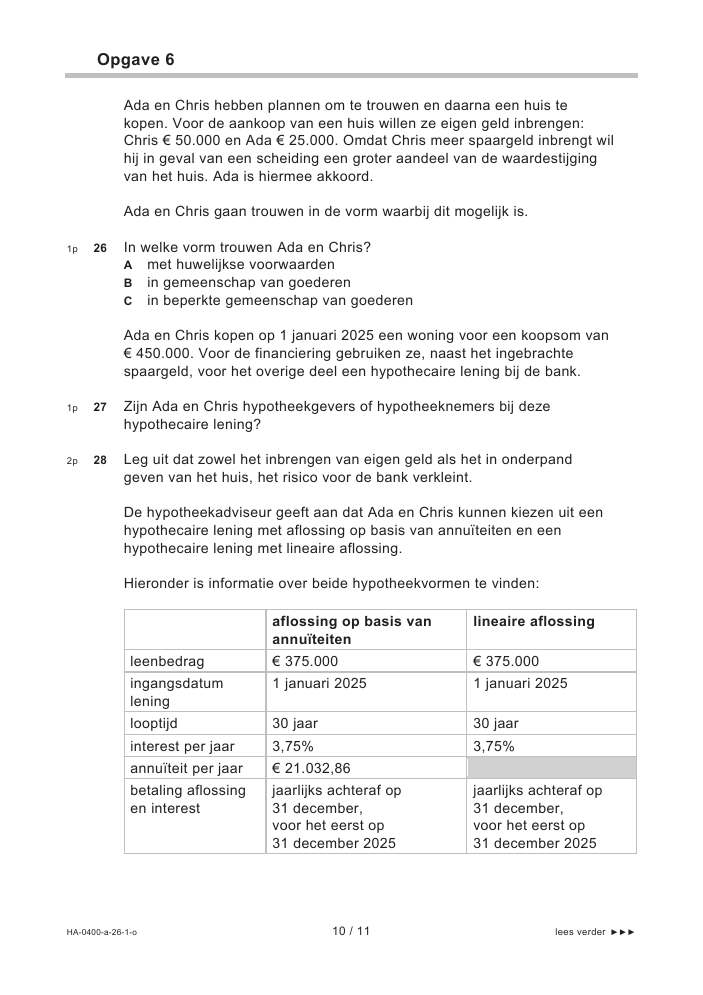 Opgave 6
Ada en Chris hebben plannen om te trouwen en daarna een huis te
kopen. Voor de aankoop van een huis willen ze eigen geld inbrengen:
Chris € 50.000 en Ada € 25.000. Omdat Chris meer spaargeld inbrengt wil
hij in geval van een scheiding een groter aandeel van de waardestijging
van het huis. Ada is hiermee akkoord.
Ada en Chris gaan trouwen in de vorm waarbij dit mogelijk is.
1p 26 In welke vorm trouwen Ada en Chris?
A met huwelijkse voorwaarden
B in gemeenschap van goederen
C in beperkte gemeenschap van goederen
Ada en Chris kopen op 1 januari 2025 een woning voor een koopsom van
€ 450.000. Voor de financiering gebruiken ze, naast het ingebrachte
spaargeld, voor het overige deel een hypothecaire lening bij de bank.
1p 27 Zijn Ada en Chris hypotheekgevers of hypotheeknemers bij deze
hypothecaire lening?
2p 28 Leg uit dat zowel het inbrengen van eigen geld als het in onderpand
geven van het huis, het risico voor de bank verkleint.
De hypotheekadviseur geeft aan dat Ada en Chris kunnen kiezen uit een
hypothecaire lening met aflossing op basis van annuïteiten en een
hypothecaire lening met lineaire aflossing.
Hieronder is informatie over beide hypotheekvormen te vinden:
aflossing op basis van lineaire aflossing
annuïteiten
leenbedrag € 375.000 € 375.000
ingangsdatum 1 januari 2025 1 januari 2025
lening
looptijd 30 jaar 30 jaar
interest per jaar 3,75% 3,75%
annuïteit per jaar € 21.032,86
betaling aflossing jaarlijks achteraf op jaarlijks achteraf op
en interest 31 december, 31 december,
voor het eerst op voor het eerst op
31 december 2025 31 december 2025
HA-0400-a-26-1-o 10 / 11 lees verder ►►►